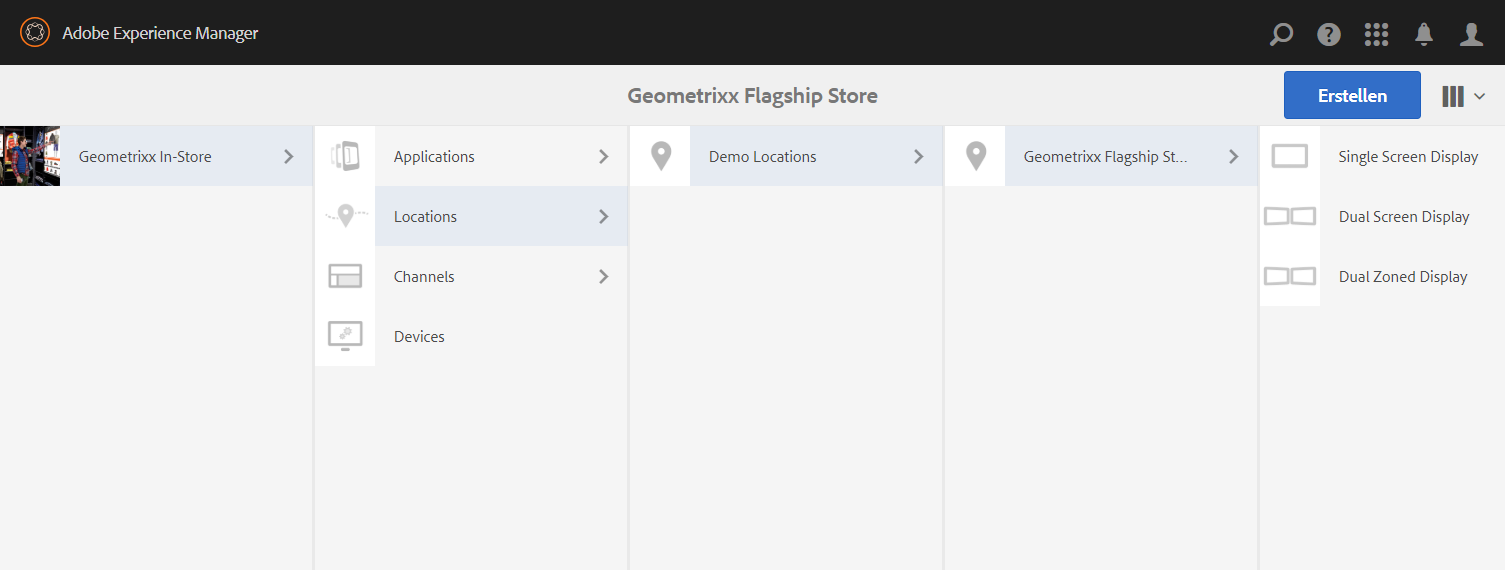 Adobe Experience Manager
Geometrixx Flagship Store
Erstellen
Geometrixx In-Store
Applications
Locations
Channels
Devices
Demo Locations
Geometrixx Flagship St...
Single Screen Display
Dual Screen Display
Dual Zoned Display